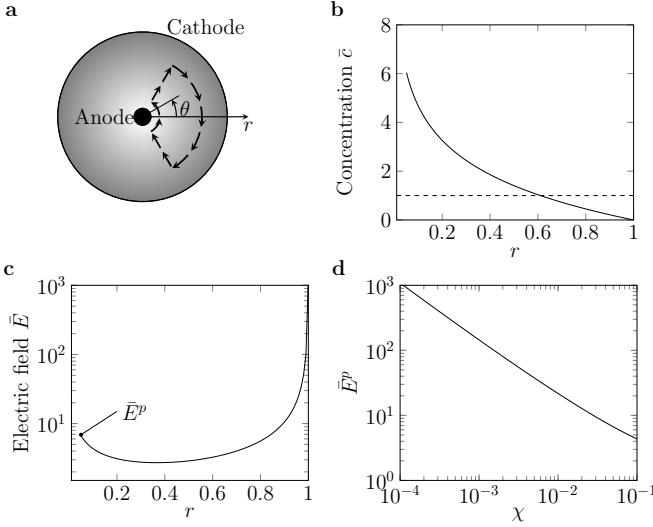 a
Cathode
Anode
θ
r
b
Concentration c̄
8
6
4
2
0
0.2
0.4
0.6
0.8
1
r
c
Electric field Ē
10³
10²
10¹
Ēᵖ
0.2
0.4
0.6
0.8
1
r
d
Ēᵖ
10³
10²
10¹
10⁰
10⁻⁴
10⁻³
10⁻²
10⁻¹
χ